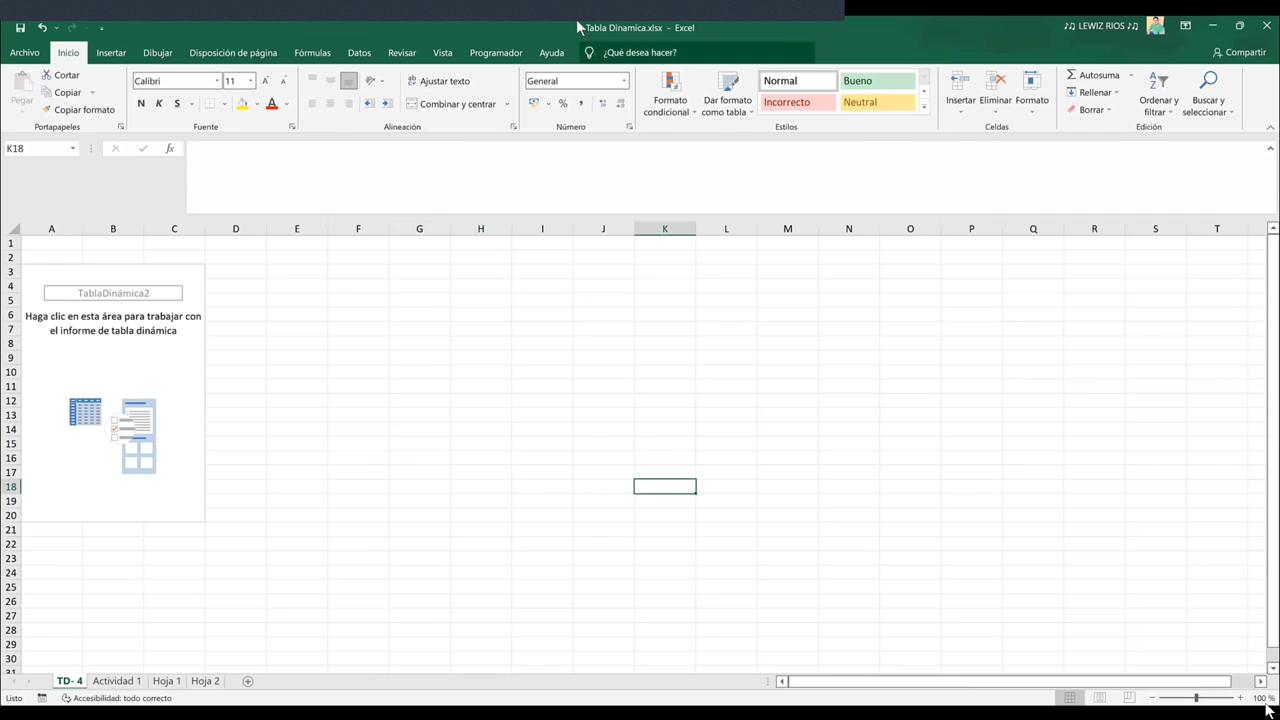 Tabla Dinamica.xlsx - Excel
♫ LEWIZ RIOS ♫
Archivo Inicio Insertar Dibujar Disposición de página Fórmulas Datos Revisar Vista Programador Ayuda ¿Qué desea hacer? Compartir
Pegar
Cortar
Copiar
Copiar formato
Portapapeles
Calibri 11
N K S
Fuente
Ajustar texto
Combinar y centrar
Alineación
General
%
Número
Formato condicional
Dar formato como tabla
Normal Bueno
Incorrecto Neutral
Estilos
Insertar Eliminar Formato
Celdas
Autosuma
Rellenar
Borrar
Ordenar y filtrar
Buscar y seleccionar
Edición
K18 fx
A B C D E F G H I J K L M N O P Q R S T
1
2
3
4
5
6
7
8
9
10
11
12
13
14
15
16
17
18
19
20
21
22
23
24
25
26
27
28
29
30
31
TablaDinámica2
Haga clic en esta área para trabajar con
el informe de tabla dinámica
TD- 4 Actividad 1 Hoja 1 Hoja 2
Listo Accesibilidad: todo correcto 100 %